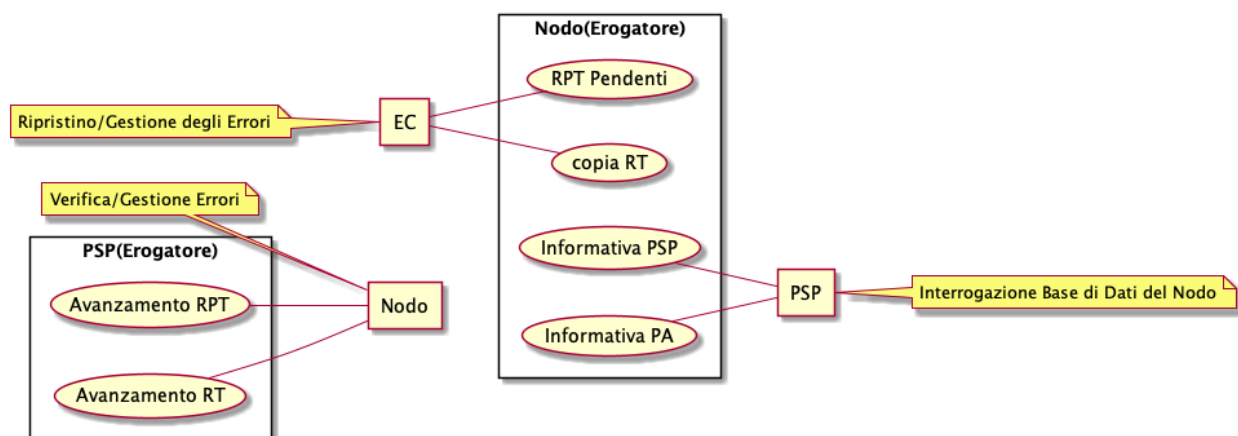 Nodo(Erogatore)
RPT Pendenti
Ripristino/Gestione degli Errori
EC
copia RT
Verifica/Gestione Errori
Informativa PSP
PSP(Erogatore)
Avanzamento RPT
Nodo
PSP
Interrogazione Base di Dati del Nodo
Informativa PA
Avanzamento RT